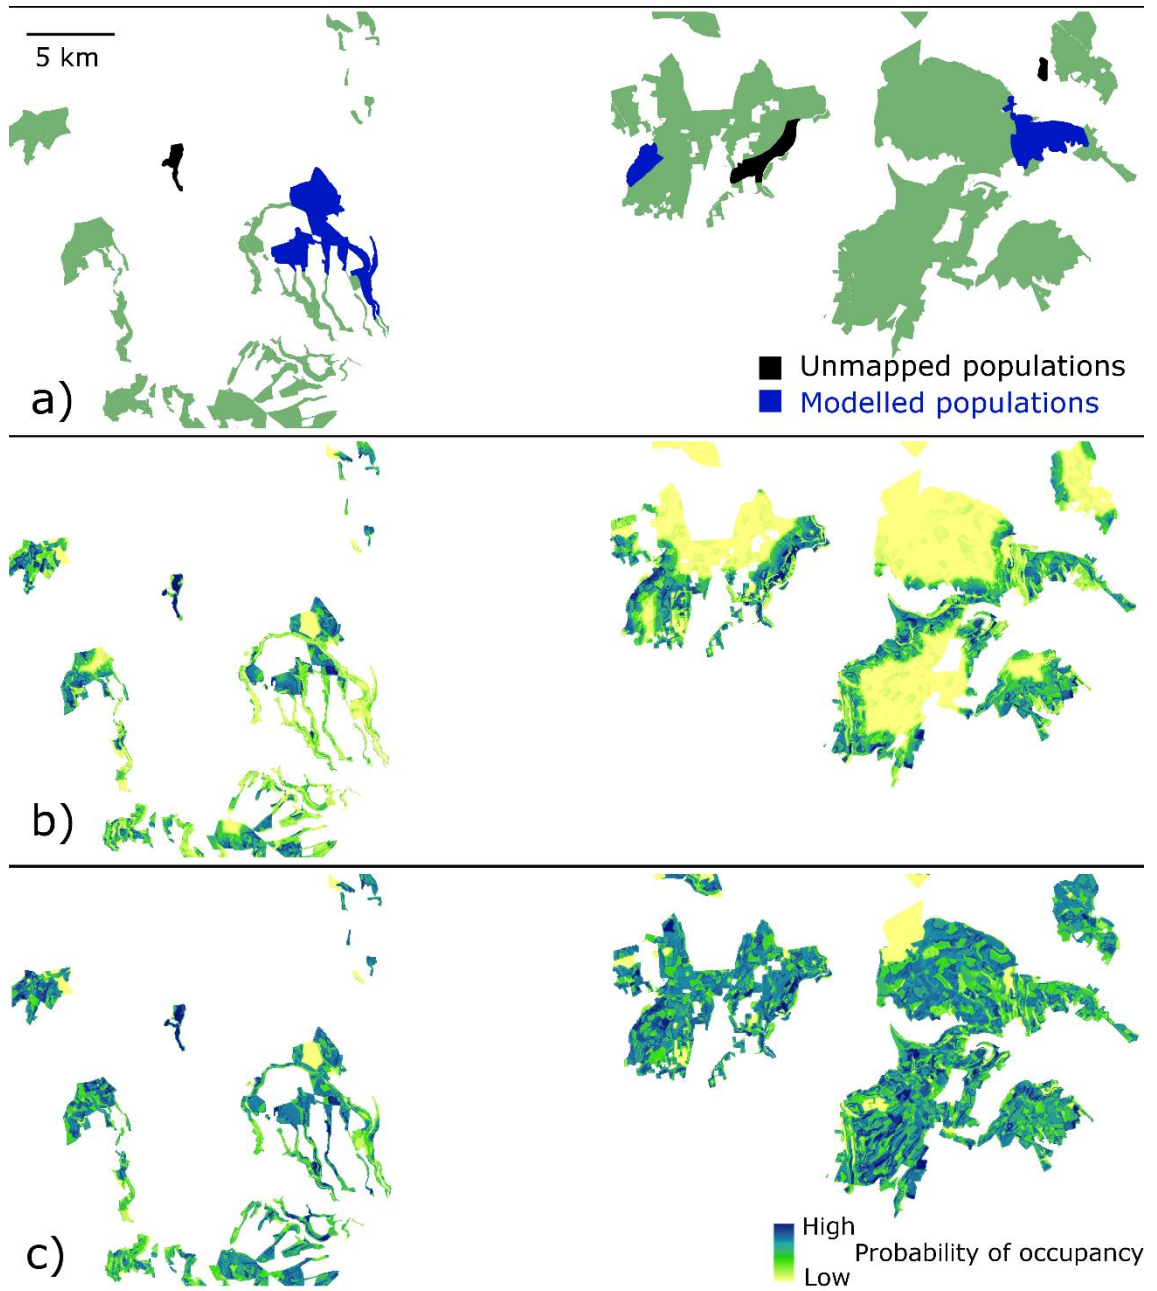 5 km
Unmapped populations
Modelled populations
a)
b)
High
Probability of occupancy
Low
c)